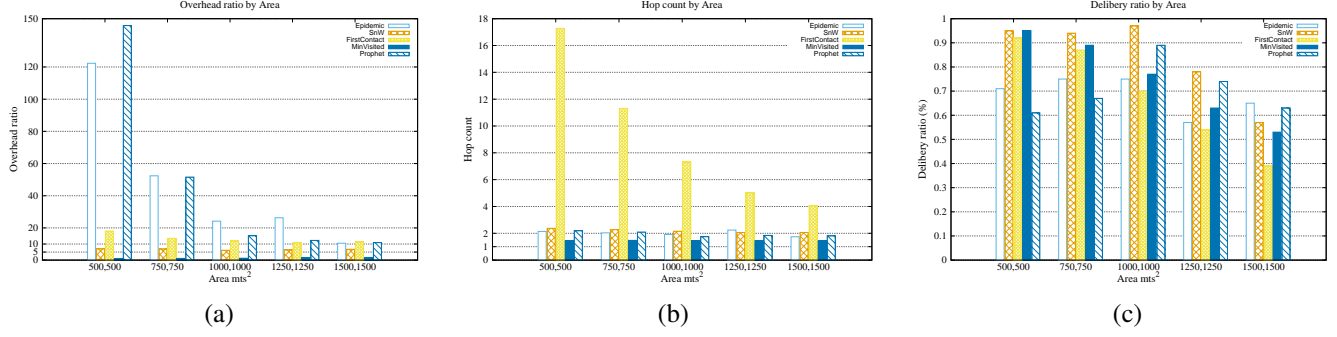 Overhead ratio by Area
Overhead ratio
150
120
100
80
60
40
20
10
5
0
Epidemic
SnW
FirstContact
MinVisited
Prophet
500,500 750,750 1000,1000 1250,1250 1500,1500
Area mts²
(a)
Hop count by Area
Hop count
18
16
14
12
10
8
6
4
2
1
0
Epidemic
SnW
FirstContact
MinVisited
Prophet
500,500 750,750 1000,1000 1250,1250 1500,1500
Area mts²
(b)
Delibery ratio by Area
Delibery ratio (%)
1
0.9
0.8
0.7
0.6
0.5
0.4
0.3
0.2
0.1
0
Epidemic
SnW
FirstContact
MinVisited
Prophet
500,500 750,750 1000,1000 1250,1250 1500,1500
Area mts²
(c)